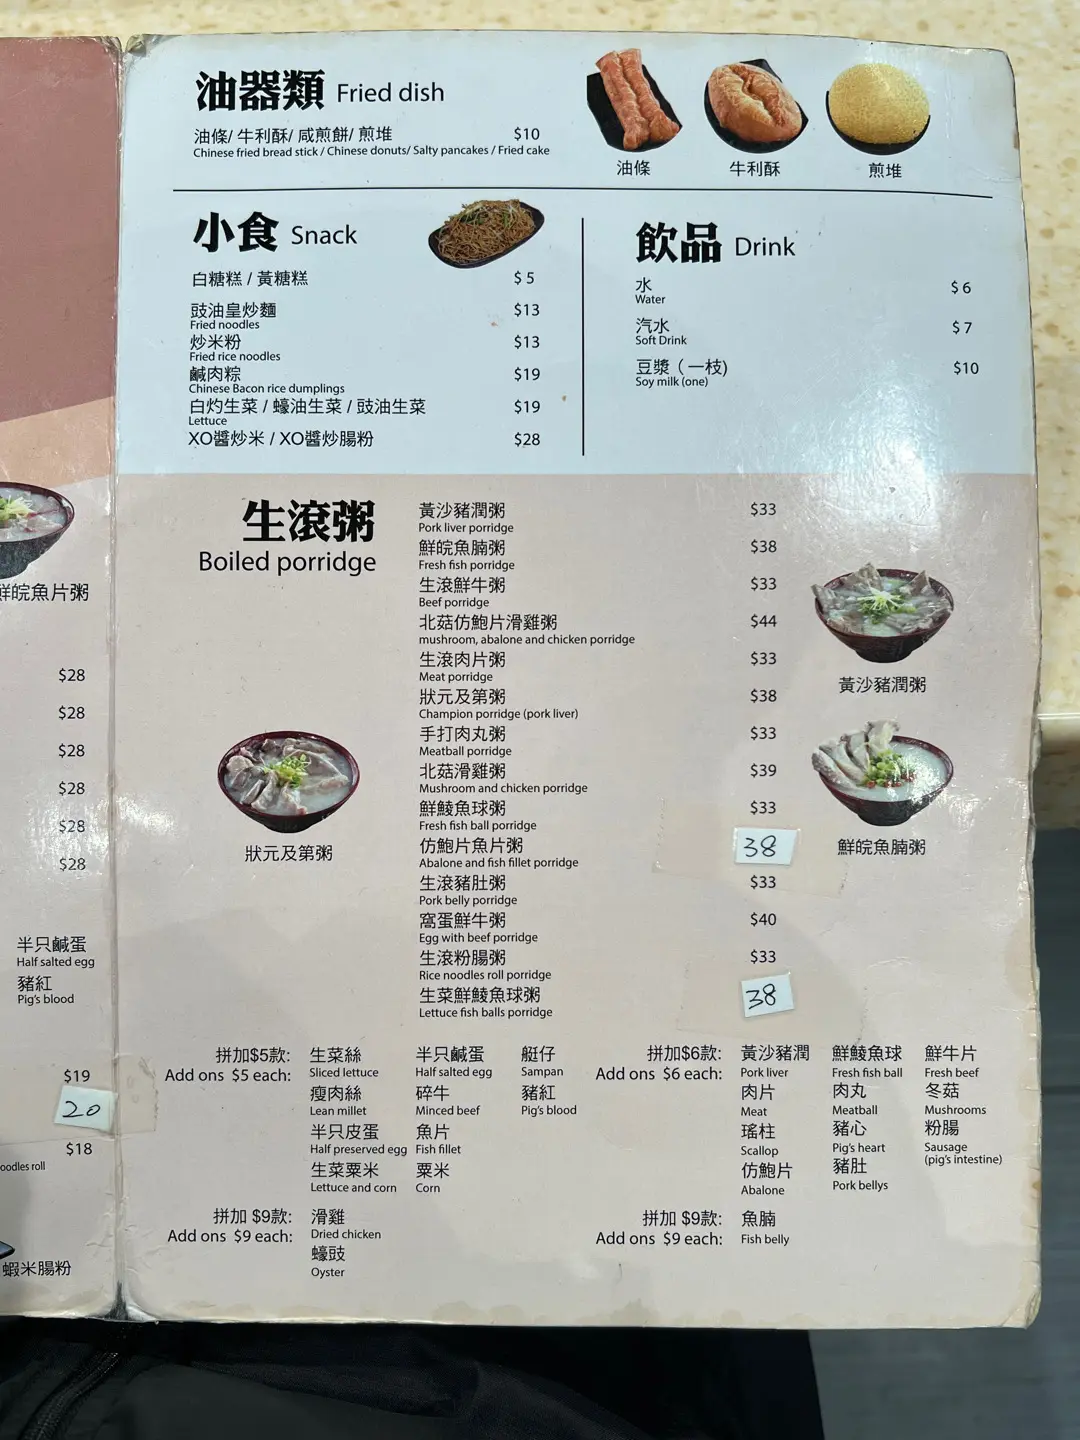 油器類 Fried dish
油條/ 牛利酥/ 咸煎餅/ 煎堆 $10
Chinese fried bread stick / Chinese donuts/ Salty pancakes / Fried cake
油條
牛利酥
煎堆
小食 Snack
白糖糕 / 黃糖糕 $ 5
豉油皇炒麵 $13
Fried noodles
炒米粉 $13
Fried rice noodles
鹹肉粽 $19
Chinese Bacon rice dumplings
白灼生菜 / 蠔油生菜 / 豉油生菜 $19
Lettuce
XO醬炒米 / XO醬炒腸粉 $28
飲品 Drink
水 $ 6
Water
汽水 $ 7
Soft Drink
豆漿（一枝) $10
Soy milk (one)
生滾粥
Boiled porridge
黃沙豬潤粥 $33
Pork liver porridge
鮮皖魚腩粥 $38
Fresh fish porridge
生滾鮮牛粥 $33
Beef porridge
北菇仿鮑片滑雞粥 $44
mushroom, abalone and chicken porridge
生滾肉片粥 $33
Meat porridge
狀元及第粥 $38
Champion porridge (pork liver)
手打肉丸粥 $33
Meatball porridge
北菇滑雞粥 $39
Mushroom and chicken porridge
鮮鯪魚球粥 $33
Fresh fish ball porridge
仿鮑片魚片粥 38
Abalone and fish fillet porridge
生滾豬肚粥 $33
Pork belly porridge
窩蛋鮮牛粥 $40
Egg with beef porridge
生滾粉腸粥 $33
Rice noodles roll porridge
生菜鮮鯪魚球粥 38
Lettuce fish balls porridge
狀元及第粥
黃沙豬潤粥
鮮皖魚腩粥
拼加$5款: 生菜絲 半只鹹蛋 艇仔
Add ons $5 each: Sliced lettuce Half salted egg Sampan
瘦肉絲 碎牛 豬紅
Lean millet Minced beef Pig's blood
半只皮蛋 魚片
Half preserved egg Fish fillet
生菜粟米 粟米
Lettuce and corn Corn
拼加$6款: 黃沙豬潤 鮮鯪魚球 鮮牛片
Add ons $6 each: Pork liver Fresh fish ball Fresh beef
肉片 肉丸 冬菇
Meat Meatball Mushrooms
瑤柱 豬心 粉腸
Scallop Pig's heart Sausage
(pig's intestine)
仿鮑片 豬肚
Abalone Pork bellys
拼加 $9款: 滑雞
Add ons $9 each: Dried chicken
蠔豉
Oyster
拼加 $9款: 魚腩
Add ons $9 each: Fish belly
皖魚片粥
$28
$28
$28
$28
$28
$28
半只鹹蛋
Half salted egg
豬紅
Pig's blood
$19
20
$18
oodles roll
蝦米腸粉